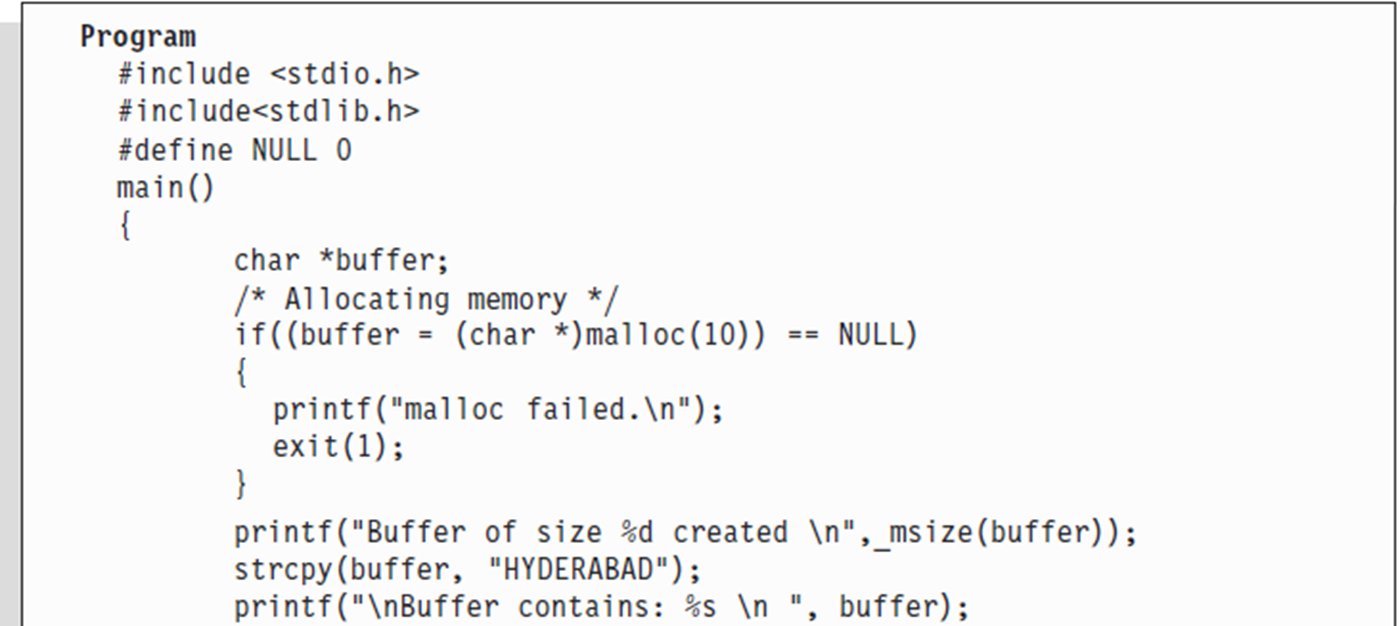 Program
#include <stdio.h>
#include<stdlib.h>
#define NULL 0
main()
{
char *buffer;
/* Allocating memory */
if((buffer = (char *)malloc(10)) == NULL)
{
printf("malloc failed.\n");
exit(1);
}
printf("Buffer of size %d created \n",_msize(buffer));
strcpy(buffer, "HYDERABAD");
printf("\nBuffer contains: %s \n ", buffer);